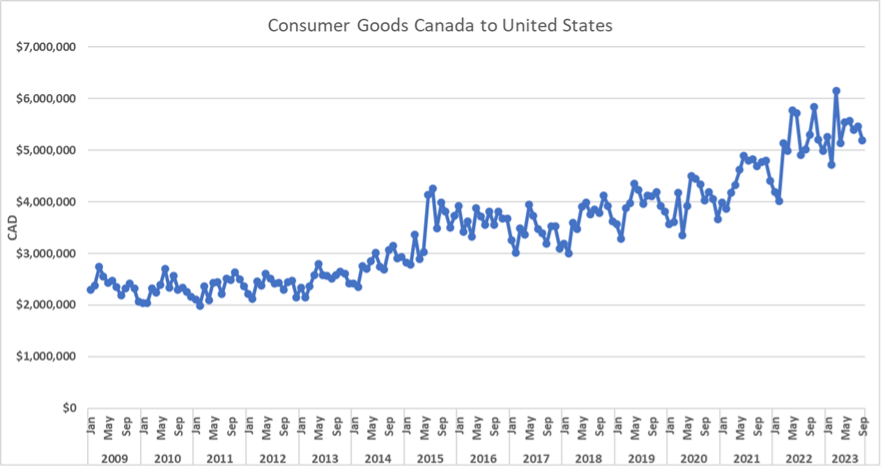 Consumer Goods Canada to United States
$7,000,000
$6,000,000
$5,000,000
$4,000,000
$3,000,000
$2,000,000
$1,000,000
$0
CAD
Jan May Sep Jan May Sep Jan May Sep Jan May Sep Jan May Sep Jan May Sep Jan May Sep Jan May Sep Jan May Sep Jan May Sep Jan May Sep Jan May Sep Jan May Sep Jan May Sep Jan May Sep
2009 2010 2011 2012 2013 2014 2015 2016 2017 2018 2019 2020 2021 2022 2023